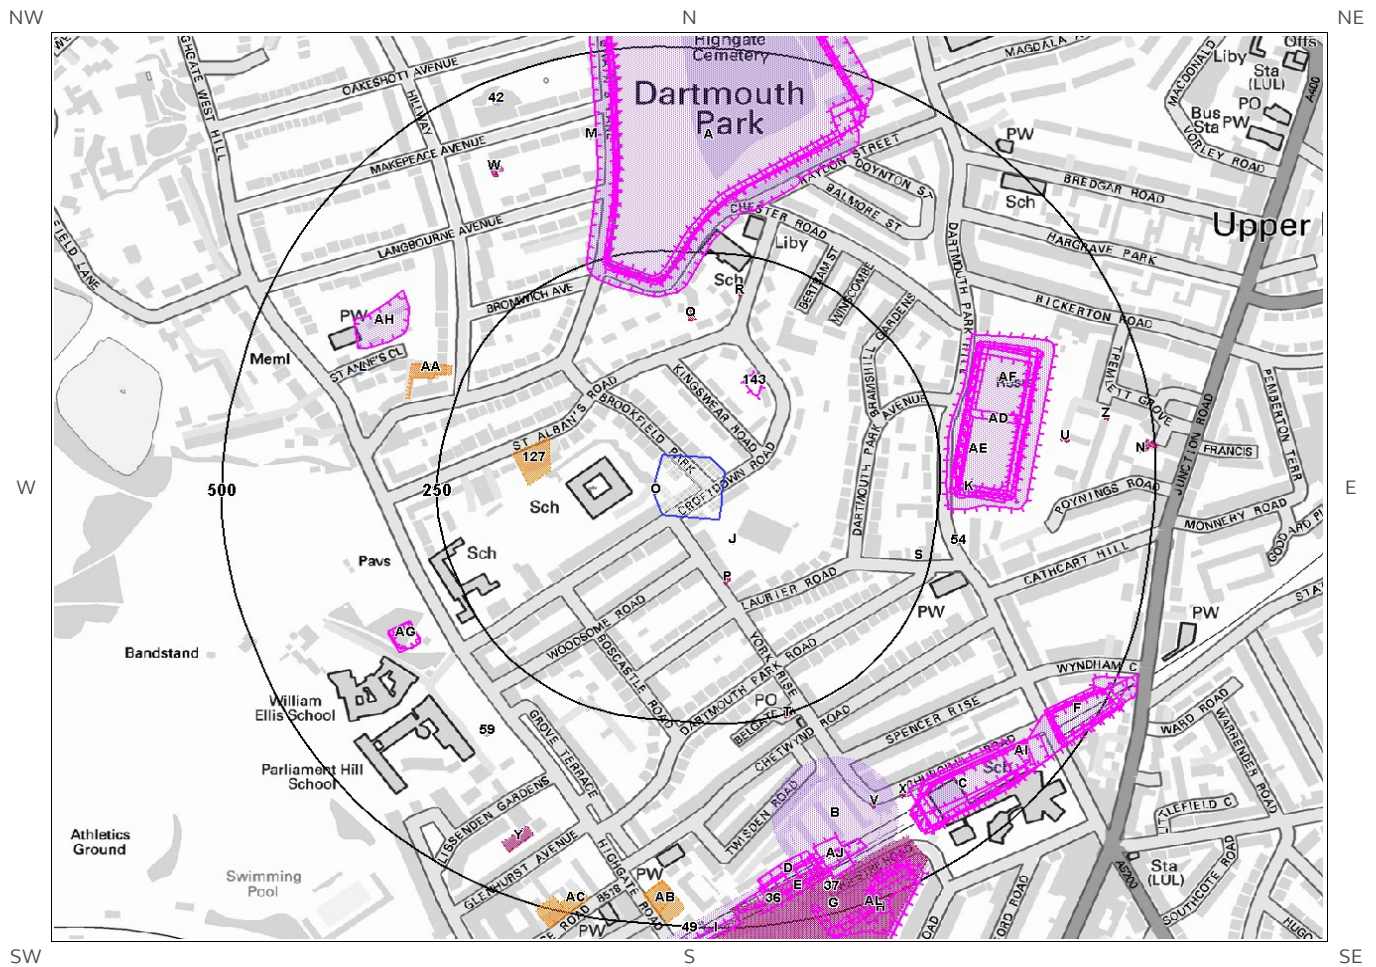 NW
N
NE
Highgate
Cemetery
MAGDALA
MACDONALD
Offs
Liby
Sta
(LUL)
A400
OAKESHOTT AVENUE
HILLWAY
42
Dartmouth
Park
PO
Bus
Sta
PW
M
A
PW
VORLEY ROAD
MAKEPEACE AVENUE
W
RAYDON STREET
DOYNTON ST
BALMORE ST
BREDGAR ROAD
Sch
LANGBOURNE AVENUE
CHESTER ROAD
DARTMOUTH PARK HILL
Upper
HARGRAVE PARK
Liby
BERTRAM ST
WINSCOMBE
Sch
R
BROMWICH AVE
BICKERTON ROAD
PW
AH
Q
GARDENS
Meml
ST ANNE'S CL
L
AA
KINGSWEAR ROAD
143
BRAMSHILL
AVENUE
AF
TREMLETT GROVE
PEMBERTON TERR
AD
Z
ST ALBAN'S ROAD
BROOKFIELD PARK
127
U
N
JUNCTION ROAD
FRANCIS
AE
W
500
250
Sch
O
CROFTDOWN ROAD
DARTMOUTH PARK
K
POYNINGS ROAD
E
MONNERY ROAD
J
54
Sch
Pavs
S
CATHCART HILL
P
LAURIER ROAD
PW
PW
AG
WOODSOME ROAD
BOSCASTLE ROAD
YORK RISE
Bandstand
DARTMOUTH PARK ROAD
WYNDHAM C
William
Ellis School
PO
BELGATE
T
CHETWYND ROAD
SPENCER RISE
F
WARD ROAD
WARRENDER ROAD
59
GROVE TERRACE
AI
Parliament Hill
School
Sch
C
X
V
B
LISSENDEN GARDENS
TWISDEN ROAD
Athletics
Ground
Y
GLENHURST AVENUE
HIGHGATE ROAD
AJ
D
E
37
36
G
AL
H
PW
Sta
(LUL)
A5200
SOUTHCOTE ROAD
Swimming
Pool
AC
B528
AB
PW
49
I
HUGO
SW
S
SE